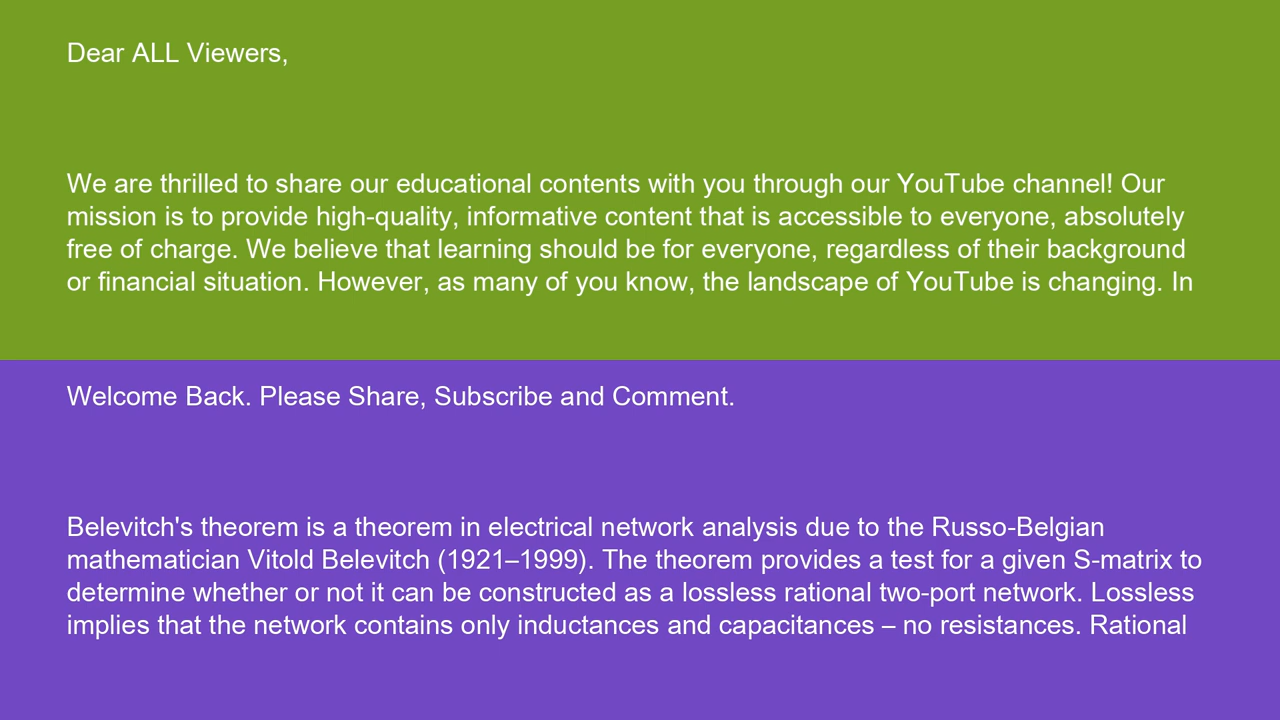 Dear ALL Viewers,
We are thrilled to share our educational contents with you through our YouTube channel! Our
mission is to provide high-quality, informative content that is accessible to everyone, absolutely
free of charge. We believe that learning should be for everyone, regardless of their background
or financial situation. However, as many of you know, the landscape of YouTube is changing. In
Welcome Back. Please Share, Subscribe and Comment.
Belevitch's theorem is a theorem in electrical network analysis due to the Russo-Belgian
mathematician Vitold Belevitch (1921–1999). The theorem provides a test for a given S-matrix to
determine whether or not it can be constructed as a lossless rational two-port network. Lossless
implies that the network contains only inductances and capacitances – no resistances. Rational